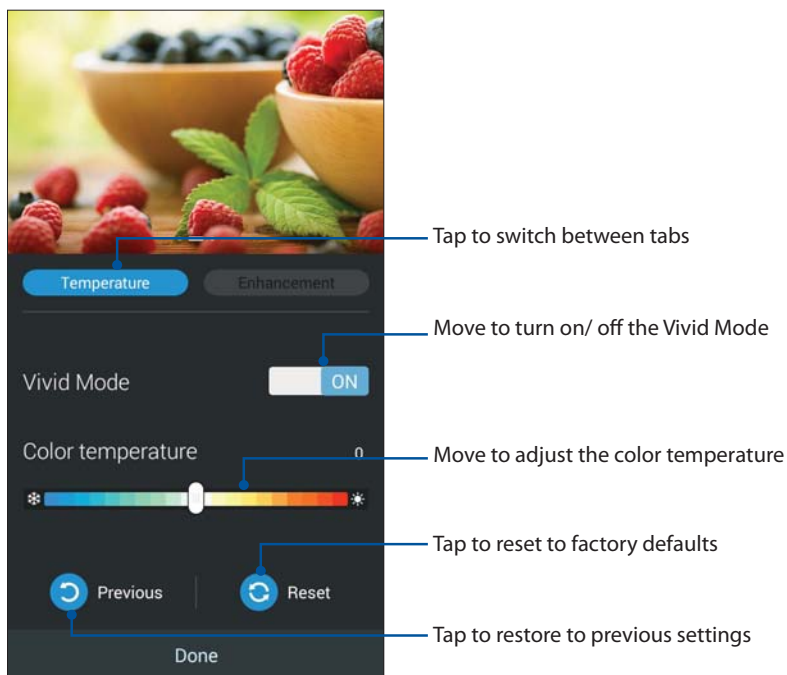 Tap to switch between tabs
Temperature
Enhancement
Move to turn on/ off the Vivid Mode
Vivid Mode
ON
Color temperature
0
Move to adjust the color temperature
Tap to reset to factory defaults
Previous
Reset
Tap to restore to previous settings
Done